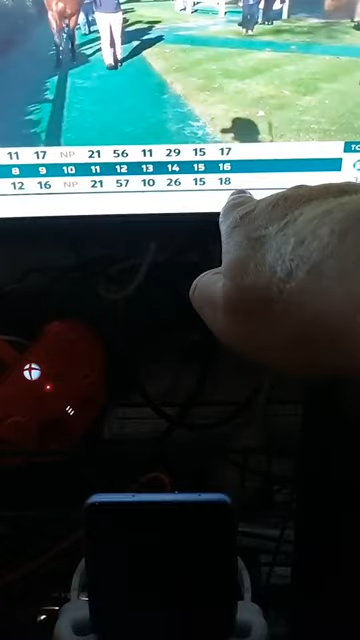 11 17 NP 21 56 11 29 15 17
8 9 10 11 12 13 14 15 16 TO
12 16 NP 21 57 10 26 15 18